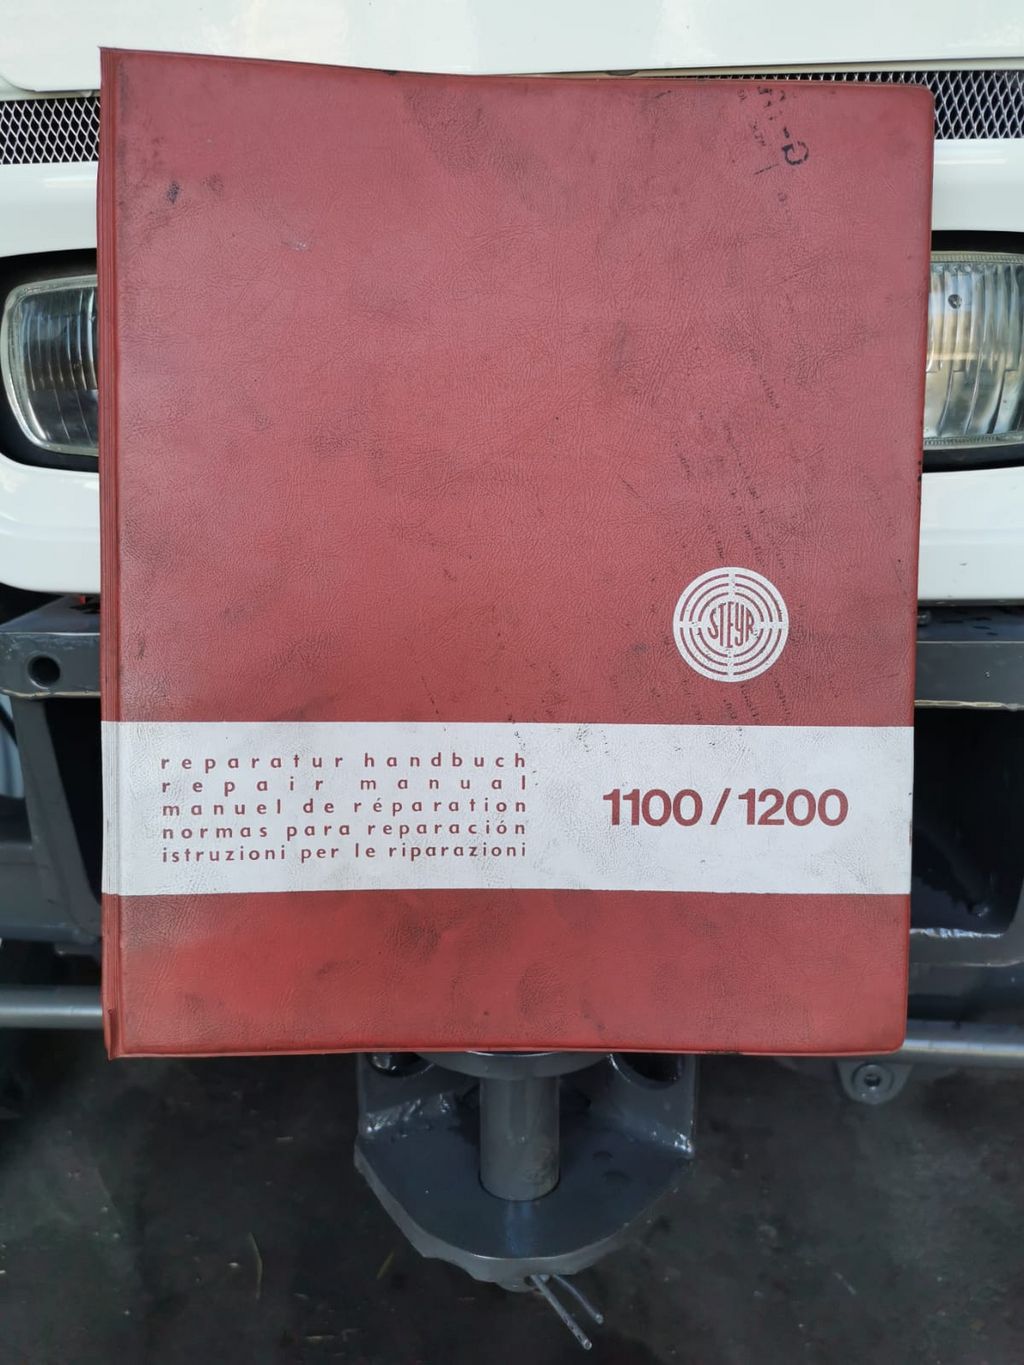 STEYR
reparatur handbuch
repair manual
manuel de réparation
normas para reparación
istruzioni per le riparazioni
1100/1200